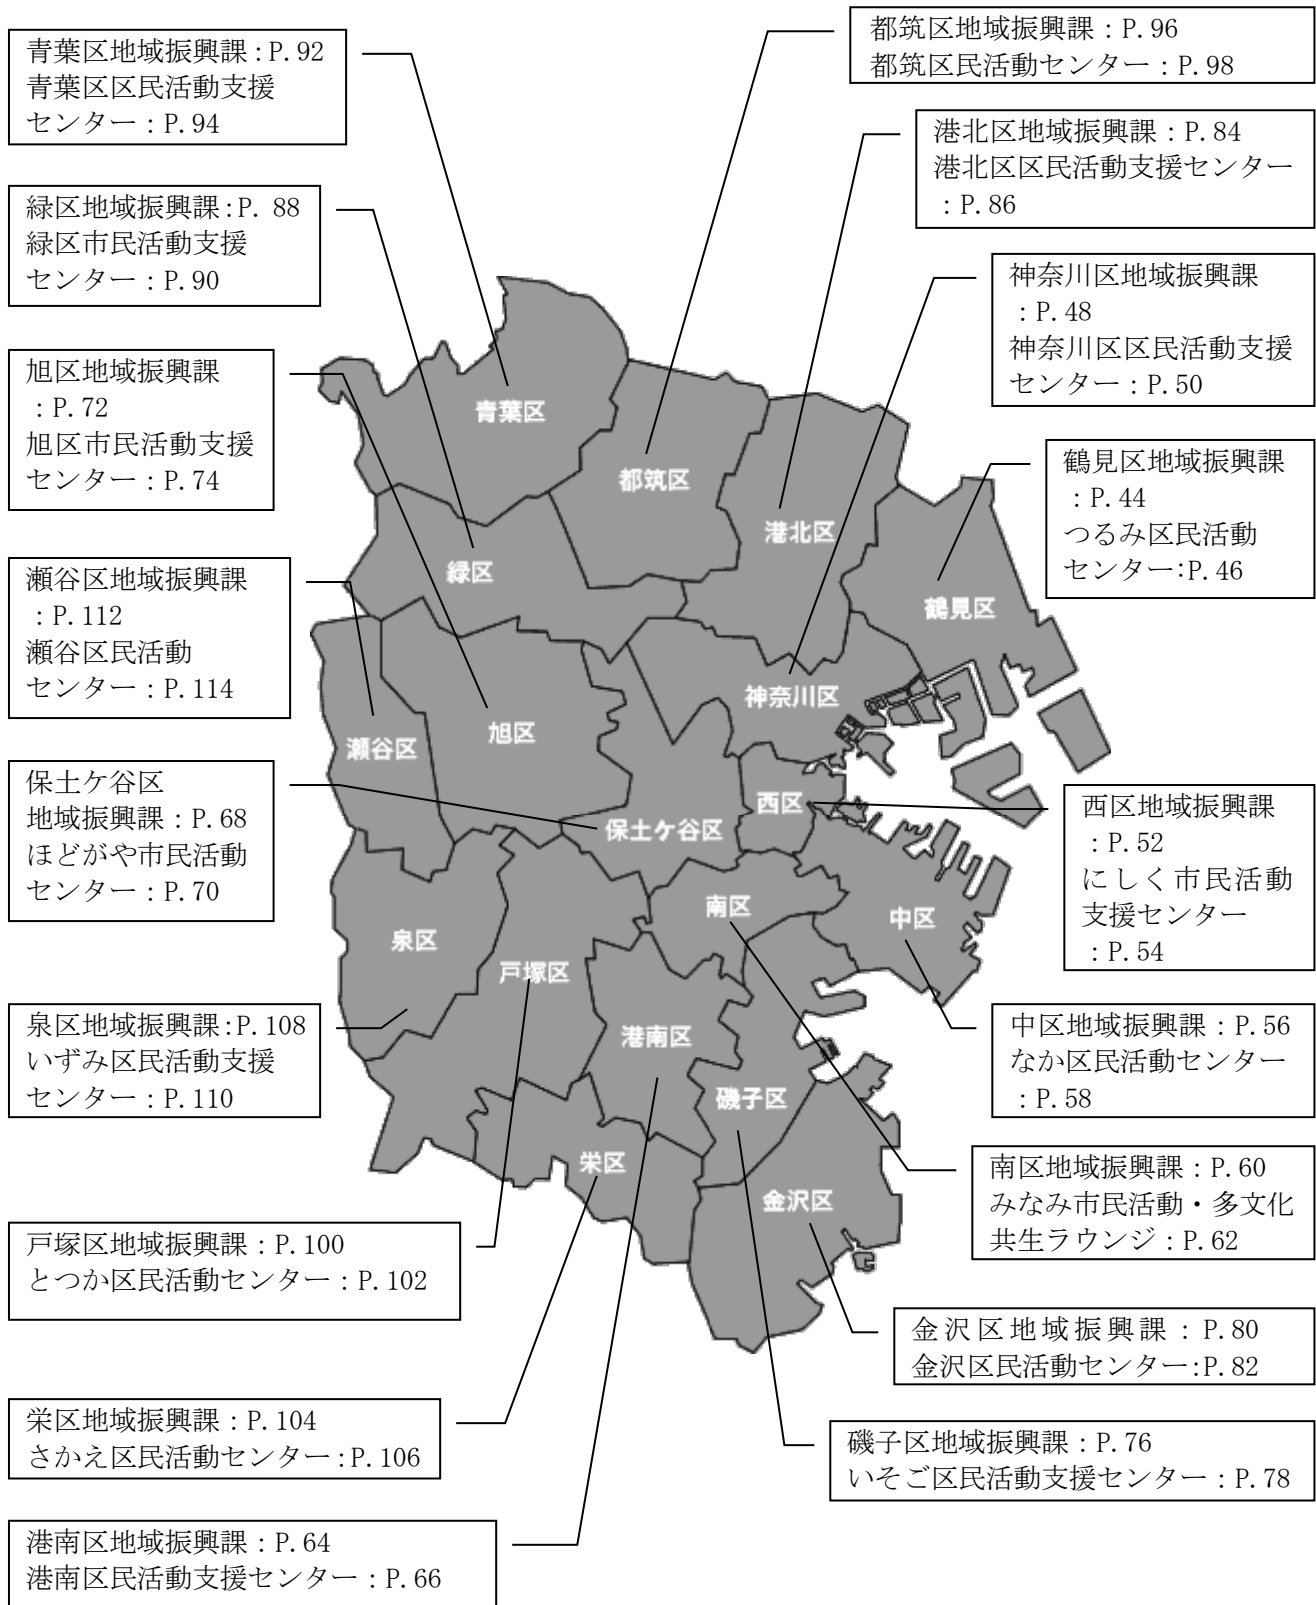 青葉区地域振興課:P.92
青葉区区民活動支援
センター:P.94
緑区地域振興課:P. 88
緑区市民活動支援
センター:P.90
旭区地域振興課
:P.72
旭区市民活動支援
センター:P.74
瀬谷区地域振興課
:P.112
瀬谷区民活動
センター:P.114
保土ケ谷区
地域振興課:P.68
ほどがや市民活動
センター:P.70
泉区地域振興課:P.108
いずみ区民活動支援
センター:P.110
戸塚区地域振興課:P.100
とつか区民活動センター:P.102
栄区地域振興課:P.104
さかえ区民活動センター:P.106
港南区地域振興課:P.64
港南区民活動支援センター:P.66
都筑区地域振興課:P.96
都筑区民活動センター:P.98
港北区地域振興課:P.84
港北区区民活動支援センター
:P.86
神奈川区地域振興課
:P.48
神奈川区区民活動支援
センター:P.50
鶴見区地域振興課
:P.44
つるみ区民活動
センター:P.46
西区地域振興課
:P.52
にしく市民活動
支援センター
:P.54
中区地域振興課:P.56
なか区民活動センター
:P.58
南区地域振興課:P.60
みなみ市民活動・多文化
共生ラウンジ:P.62
金沢区地域振興課:P.80
金沢区民活動センター:P.82
磯子区地域振興課:P.76
いそご区民活動支援センター:P.78
青葉区
都筑区
港北区
緑区
鶴見区
神奈川区
旭区
瀬谷区
西区
保土ケ谷区
南区
中区
泉区
戸塚区
港南区
磯子区
栄区
金沢区